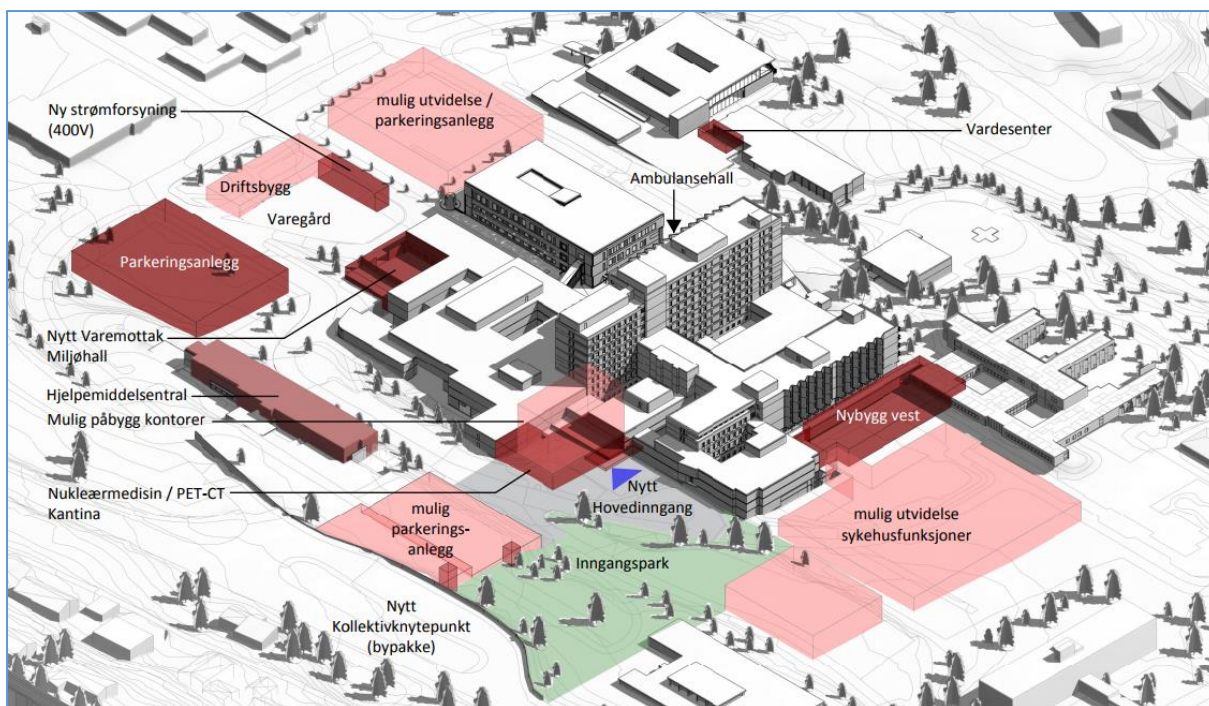 Ny strømforsyning
(400V)
mulig utvidelse /
parkeringsanlegg
Vardesenter
Driftsbygg
Ambulansehall
Varegård
Parkeringsanlegg
Nytt Varemottak
Miljøhall
Hjelpemiddelsentral
Mulig påbygg kontorer
Nybygg vest
Nukleærmedisin / PET-CT
Kantina
Nytt
Hovedinngang
mulig
parkerings-
anlegg
mulig utvidelse
sykehusfunksjoner
Inngangspark
Nytt
Kollektivknytepunkt
(bypakke)